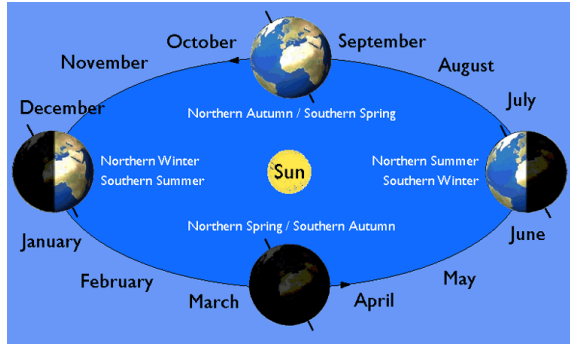 October
September
November
August
December
July
Northern Autumn / Southern Spring
Northern Winter
Southern Summer
Sun
Northern Summer
Southern Winter
Northern Spring / Southern Autumn
January
June
February
May
March
April